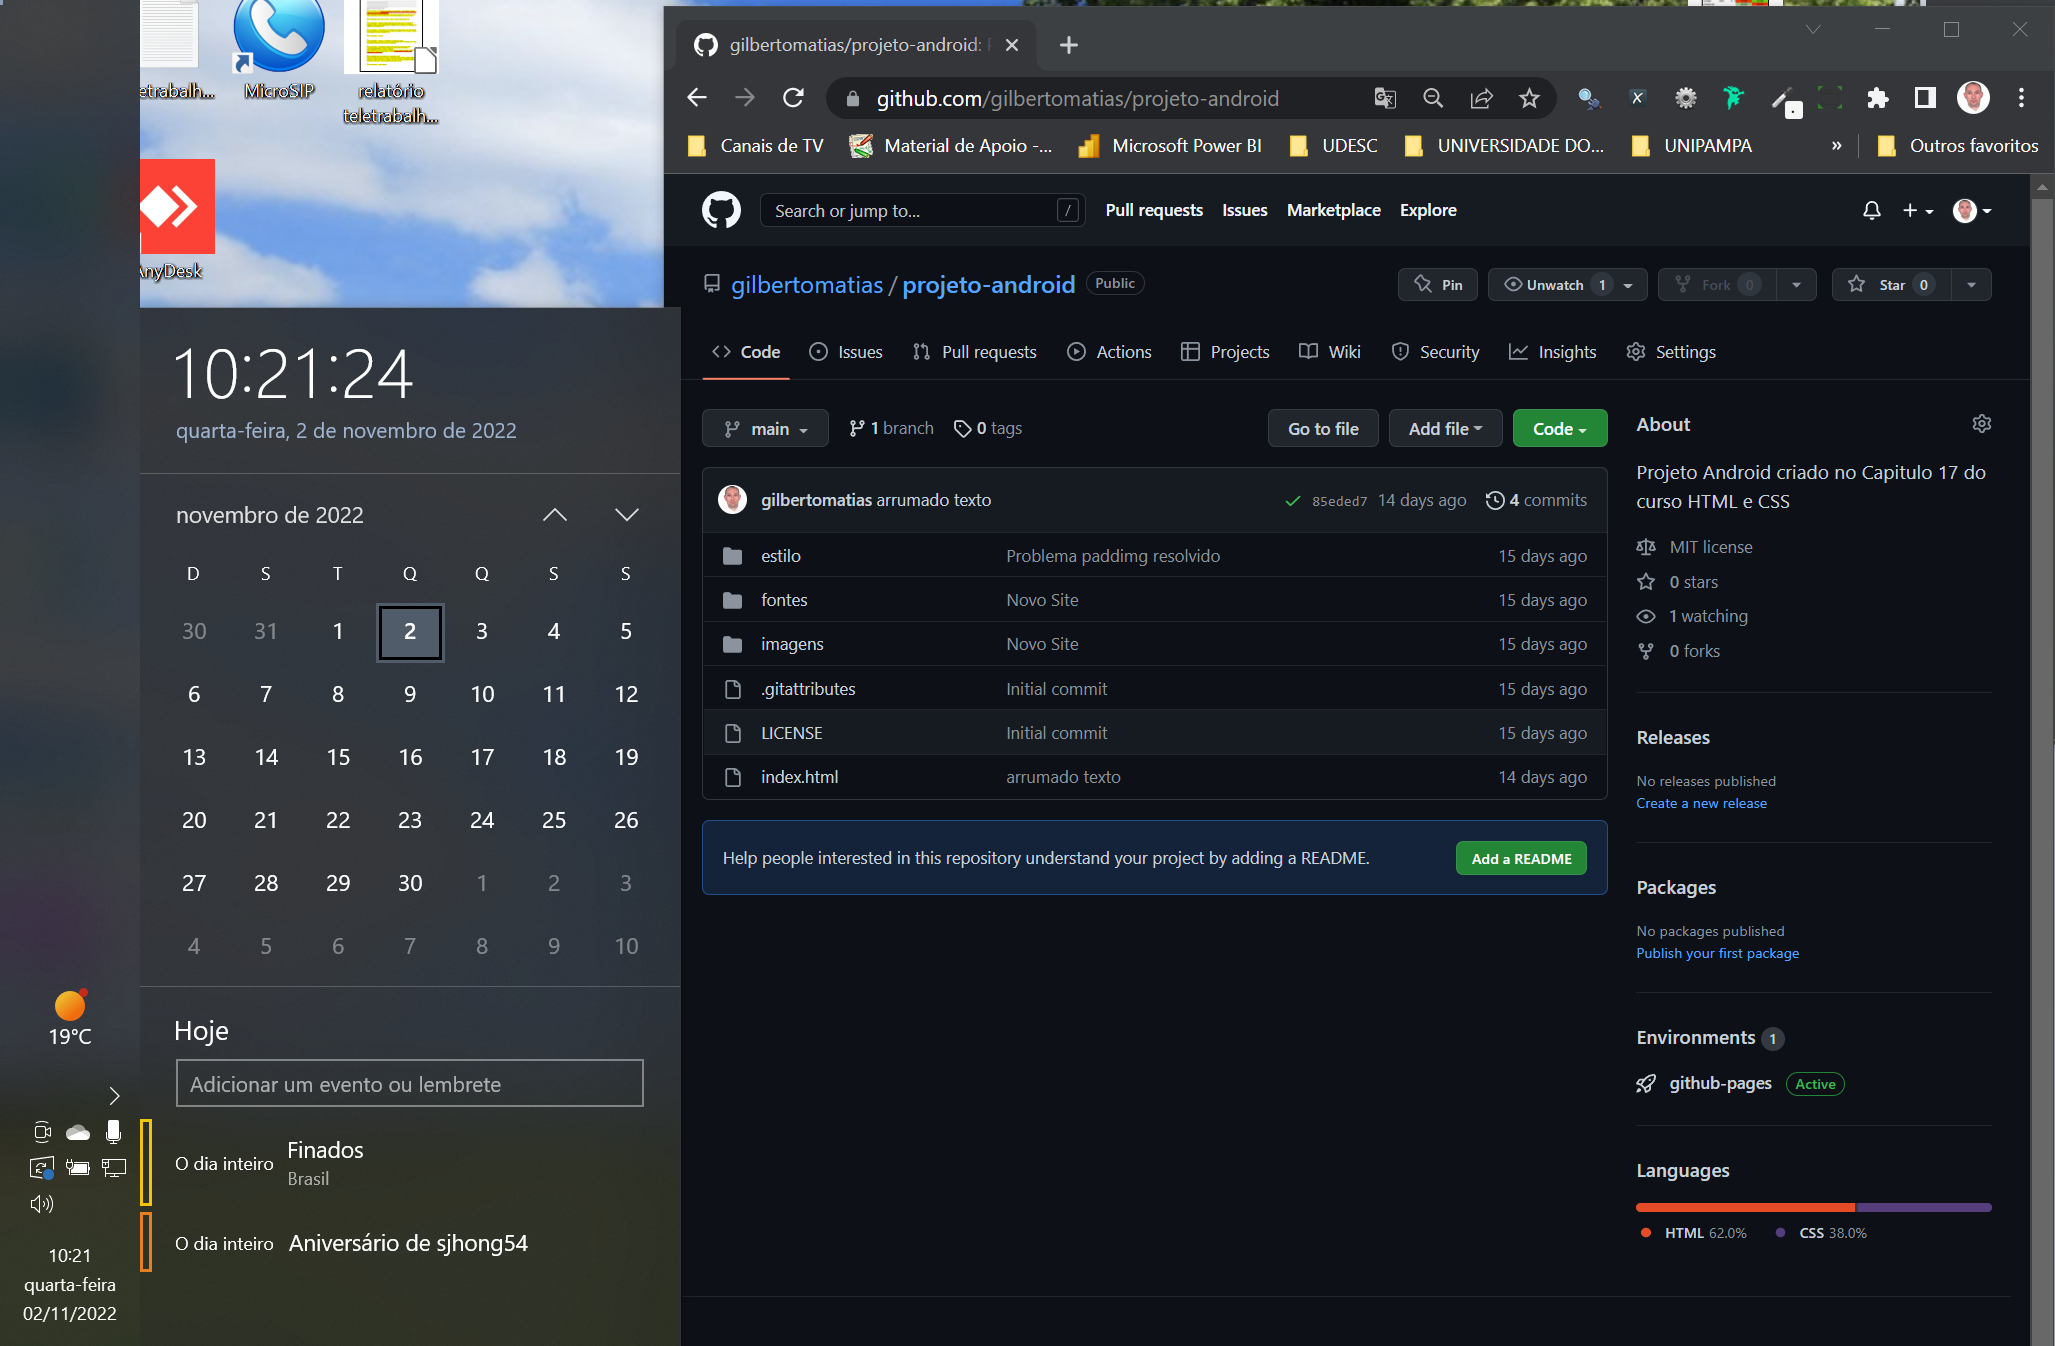 etrabalh...
MicroSIP
relatório
teletrabalh...
AnyDesk
10:21:24
quarta-feira, 2 de novembro de 2022
novembro de 2022
D S T Q Q S S
30 31 1 2 3 4 5
6 7 8 9 10 11 12
13 14 15 16 17 18 19
20 21 22 23 24 25 26
27 28 29 30 1 2 3
4 5 6 7 8 9 10
Hoje
Adicionar um evento ou lembrete
O dia inteiro Finados
Brasil
O dia inteiro Aniversário de sjhong54
19°C
10:21
quarta-feira
02/11/2022
gilbertomatias/projeto-android:
github.com/gilbertomatias/projeto-android
Canais de TV Material de Apoio -... Microsoft Power BI UDESC UNIVERSIDADE DO... UNIPAMPA » Outros favoritos
Search or jump to... / Pull requests Issues Marketplace Explore
gilbertomatias / projeto-android Public Pin Unwatch 1 Fork 0 Star 0
Code Issues Pull requests Actions Projects Wiki Security Insights Settings
main 1 branch 0 tags Go to file Add file Code
gilbertomatias arrumado texto 85eded7 14 days ago 4 commits
estilo Problema paddimg resolvido 15 days ago
fontes Novo Site 15 days ago
imagens Novo Site 15 days ago
.gitattributes Initial commit 15 days ago
LICENSE Initial commit 15 days ago
index.html arrumado texto 14 days ago
Help people interested in this repository understand your project by adding a README. Add a README
About
Projeto Android criado no Capitulo 17 do
curso HTML e CSS
MIT license
0 stars
1 watching
0 forks
Releases
No releases published
Create a new release
Packages
No packages published
Publish your first package
Environments 1
github-pages Active
Languages
HTML 62.0% CSS 38.0%